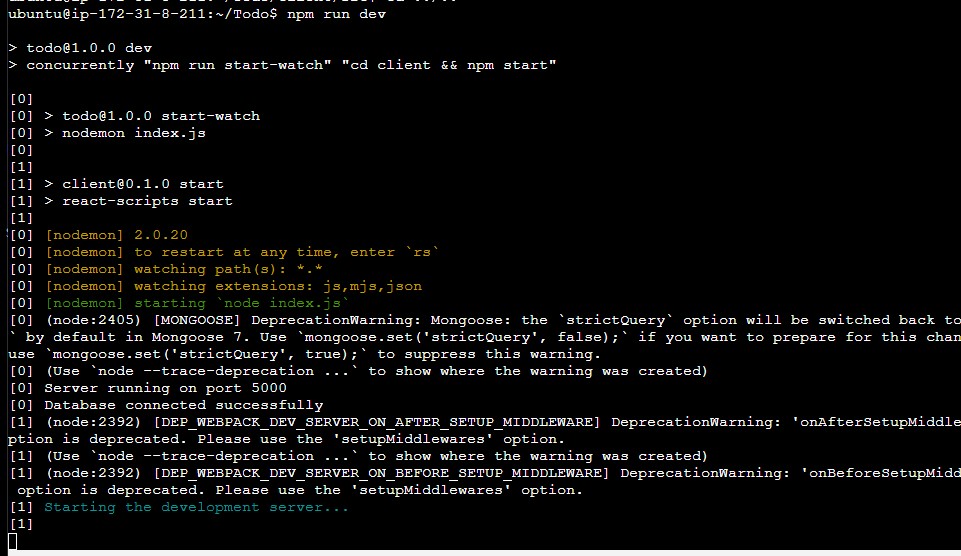 ubuntu@ip-172-31-8-211:~/Todo$ npm run dev
> todo@1.0.0 dev
> concurrently "npm run start-watch" "cd client && npm start"
[0]
[0] > todo@1.0.0 start-watch
[0] > nodemon index.js
[0]
[1]
[1] > client@0.1.0 start
[1] > react-scripts start
[1]
[0] [nodemon] 2.0.20
[0] [nodemon] to restart at any time, enter `rs`
[0] [nodemon] watching path(s): *.*
[0] [nodemon] watching extensions: js,mjs,json
[0] [nodemon] starting `node index.js`
[0] (node:2405) [MONGOOSE] DeprecationWarning: Mongoose: the `strictQuery` option will be switched back to
` by default in Mongoose 7. Use `mongoose.set('strictQuery', false);` if you want to prepare for this chan
use `mongoose.set('strictQuery', true);` to suppress this warning.
[0] (Use `node --trace-deprecation ...` to show where the warning was created)
[0] Server running on port 5000
[0] Database connected successfully
[1] (node:2392) [DEP_WEBPACK_DEV_SERVER_ON_AFTER_SETUP_MIDDLEWARE] DeprecationWarning: 'onAfterSetupMiddle
ption is deprecated. Please use the 'setupMiddlewares' option.
[1] (Use `node --trace-deprecation ...` to show where the warning was created)
[1] (node:2392) [DEP_WEBPACK_DEV_SERVER_ON_BEFORE_SETUP_MIDDLEWARE] DeprecationWarning: 'onBeforeSetupMidd
option is deprecated. Please use the 'setupMiddlewares' option.
[1] Starting the development server...
[1]